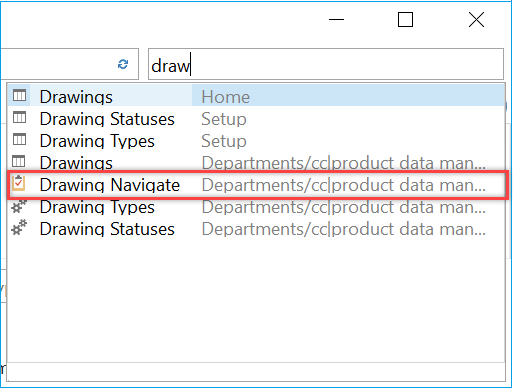 draw
Drawings Home
Drawing Statuses Setup
Drawing Types Setup
Drawings Departments/cc|product data man...
Drawing Navigate Departments/cc|product data man...
Drawing Types Departments/cc|product data man...
Drawing Statuses Departments/cc|product data man...